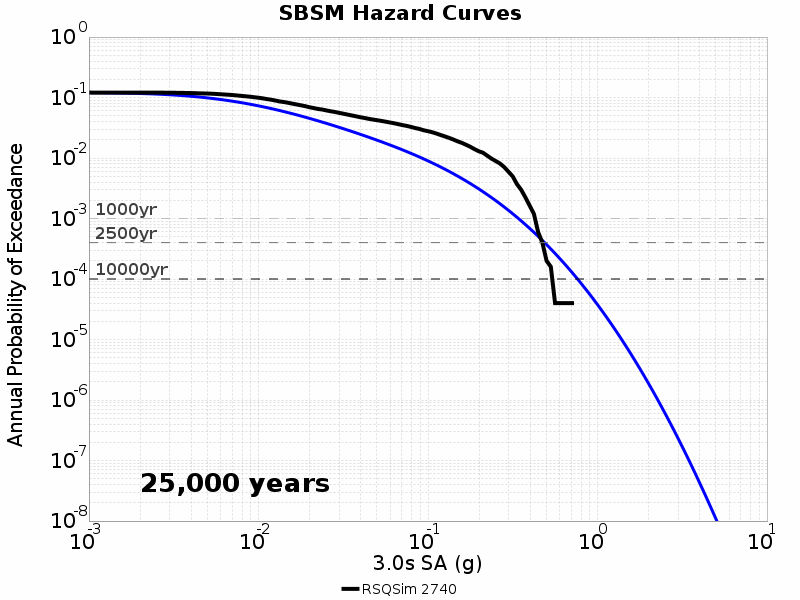 SBSM Hazard Curves
Annual Probability of Exceedance
10^0
10^-1
10^-2
10^-3
10^-4
10^-5
10^-6
10^-7
10^-8
1000yr
2500yr
10000yr
25,000 years
10^-3 10^-2 10^-1 10^0 10^1
3.0s SA (g)
RSQSim 2740